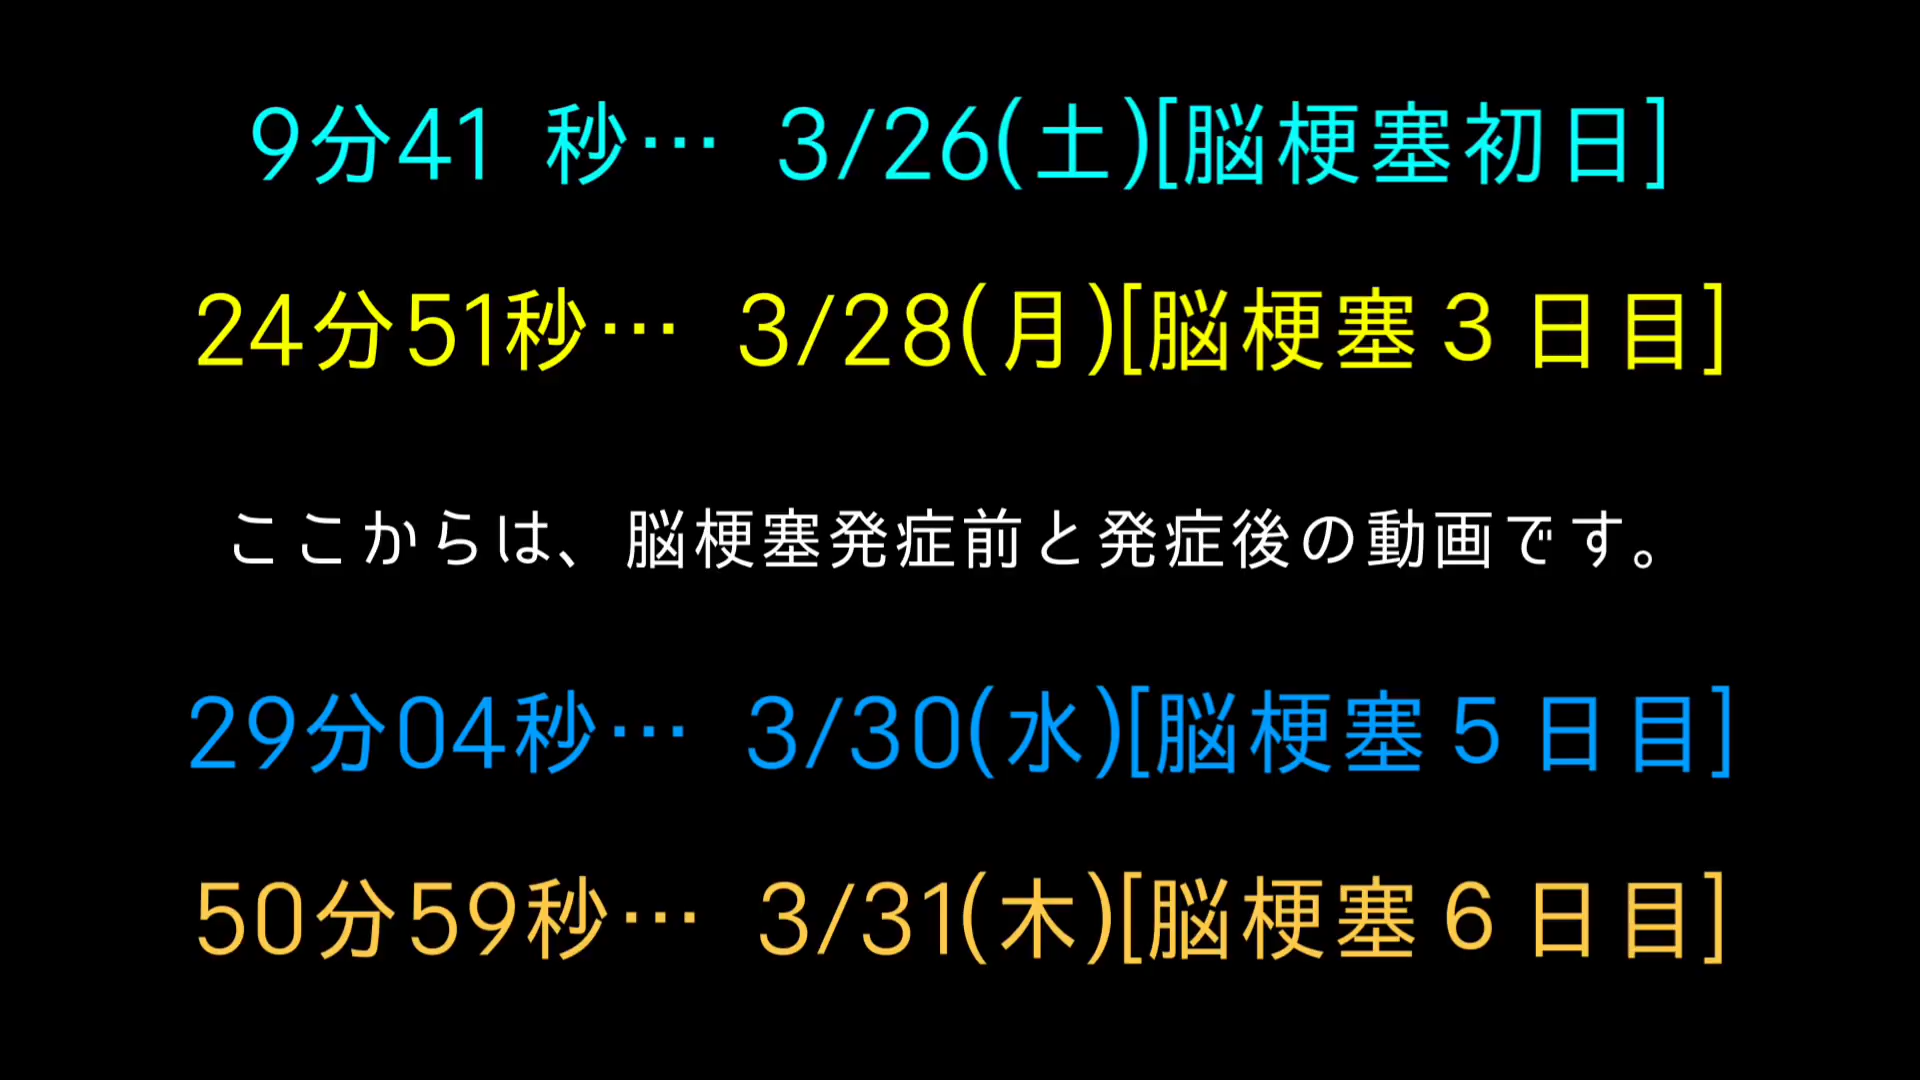 9分41 秒… 3/26(土)[脳梗塞初日]
24分51秒… 3/28(月)[脳梗塞３日目]
ここからは、脳梗塞発症前と発症後の動画です。
29分04秒… 3/30(水)[脳梗塞５日目]
50分59秒… 3/31(木)[脳梗塞６日目]